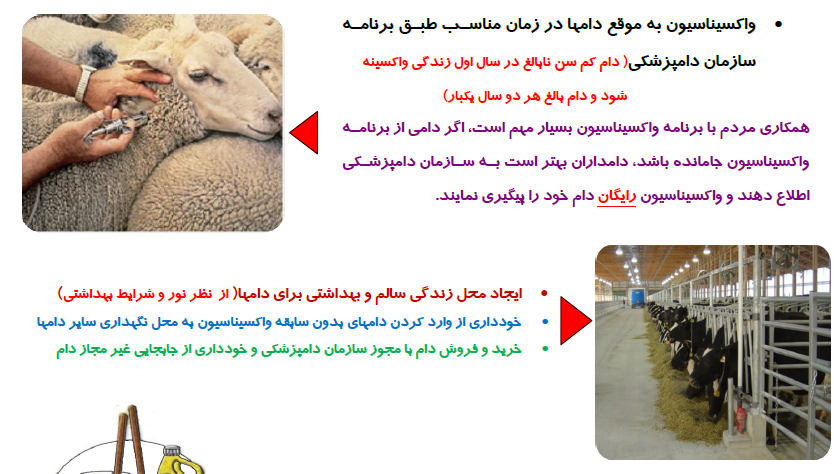 واکسیناسیون به موقع دامها در زمان مناسب طبق برنامه
سازمان دامپزشکی( دام کم سن نابالغ در سال اول زندگی واکسینه
شود و دام بالغ هر دو سال یکبار)
همکاری مردم با برنامه واکسیناسیون بسیار مهم است، اگر دامی از برنامه
واکسیناسیون جامانده باشد، دامداران بهتر است به سازمان دامپزشکی
اطلاع دهند و واکسیناسیون رایگان دام خود را پیگیری نمایند.
ایجاد محل زندگی سالم و بهداشتی برای دامها( از نظر نور و شرایط بهداشتی)
خودداری از وارد کردن دامهای بدون سابقه واکسیناسیون به محل نگهداری سایر دامها
خرید و فروش دام با مجوز سازمان دامپزشکی و خودداری از جابجایی غیر مجاز دام